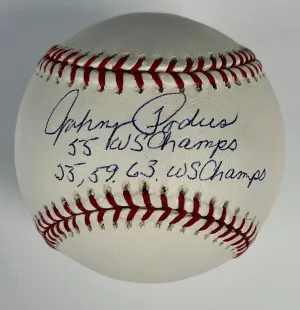 Johnny Podres
55 WS Champs
55, 59, 63, WS Champs